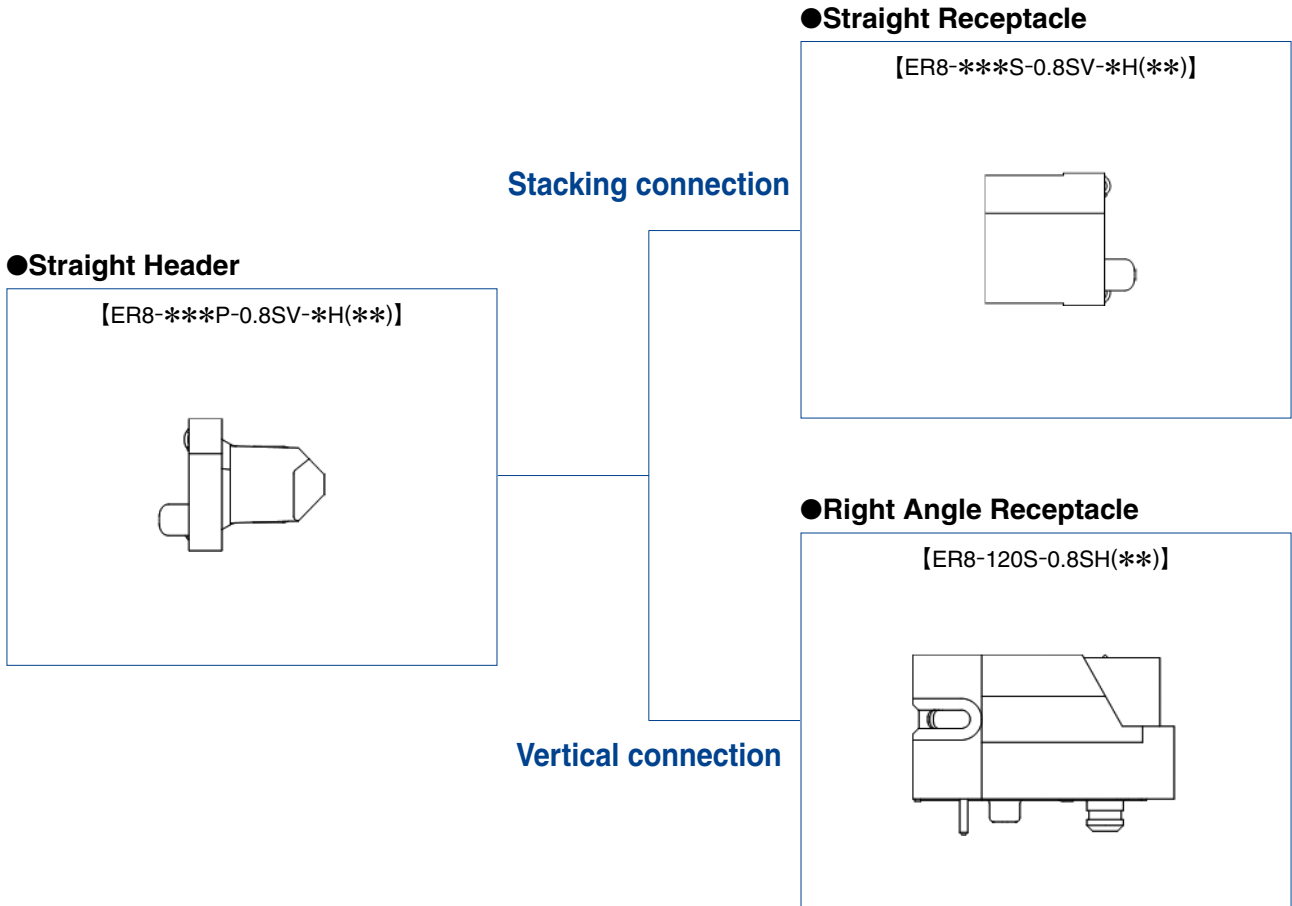 ●Straight Receptacle
【ER8-***S-0.8SV-*H(**)】
Stacking connection
●Straight Header
【ER8-***P-0.8SV-*H(**)】
●Right Angle Receptacle
【ER8-120S-0.8SH(**)】
Vertical connection